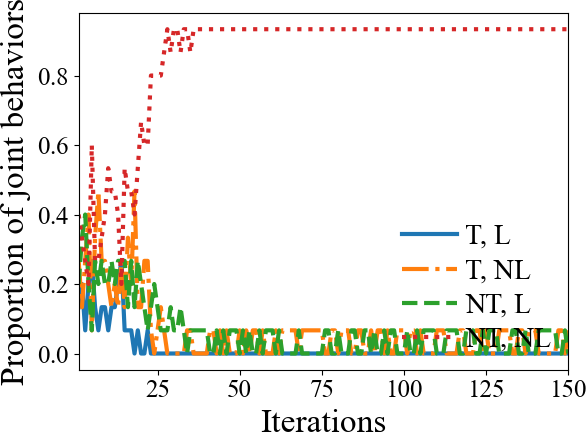 Proportion of joint behaviors
0.8
0.6
0.4
0.2
0.0
T, L
T, NL
NT, L
NT, NL
25
50
75
100
125
150
Iterations